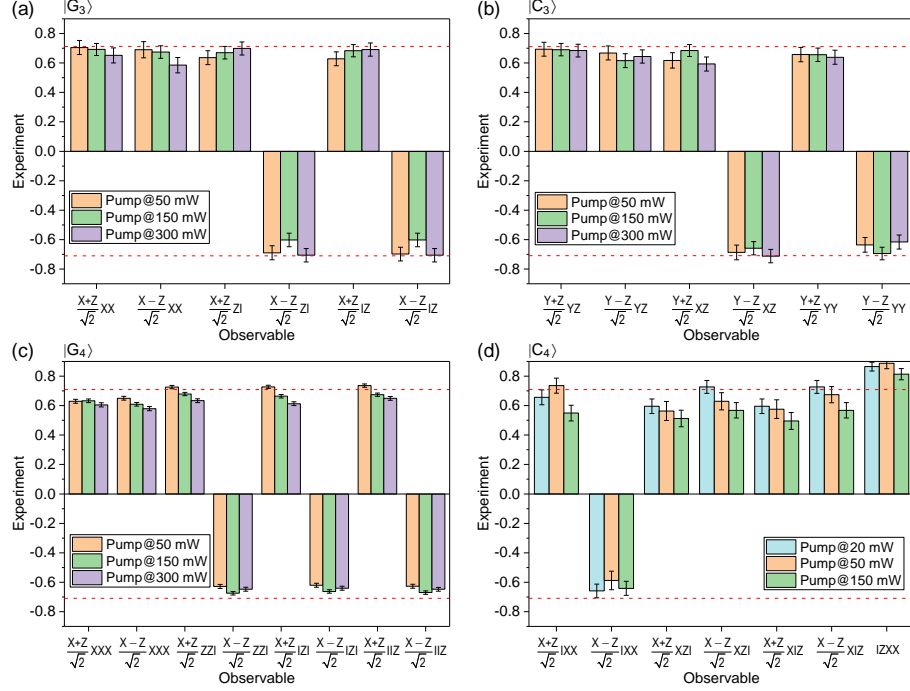 (a) |G₃⟩
0.8
0.6
0.4
0.2
0.0
-0.2
-0.4
-0.6
-0.8
Experiment
Pump@50 mW
Pump@150 mW
Pump@300 mW
X+Z/√2 XX X−Z/√2 XX X+Z/√2 ZI X−Z/√2 ZI X+Z/√2 IZ X−Z/√2 IZ
Observable
(b) |C₃⟩
0.8
0.6
0.4
0.2
0.0
-0.2
-0.4
-0.6
-0.8
Experiment
Pump@50 mW
Pump@150 mW
Pump@300 mW
Y+Z/√2 YZ Y−Z/√2 YZ Y+Z/√2 XZ Y−Z/√2 XZ Y+Z/√2 YY Y−Z/√2 YY
Observable
(c) |G₄⟩
0.8
0.6
0.4
0.2
0.0
-0.2
-0.4
-0.6
-0.8
Experiment
Pump@50 mW
Pump@150 mW
Pump@300 mW
X+Z/√2 XXX X−Z/√2 XXX X+Z/√2 ZZI X−Z/√2 ZZI X+Z/√2 IZI X−Z/√2 IZI X+Z/√2 IIZ X−Z/√2 IIZ
Observable
(d) |C₄⟩
0.8
0.6
0.4
0.2
0.0
-0.2
-0.4
-0.6
-0.8
Experiment
Pump@20 mW
Pump@50 mW
Pump@150 mW
X+Z/√2 IXX X−Z/√2 IXX X+Z/√2 XZI X−Z/√2 XZI X+Z/√2 XIZ X−Z/√2 XIZ IZXX
Observable